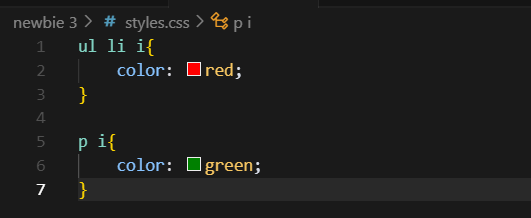 newbie 3 > # styles.css > p i
1 ul li i{
2     color: red;
3 }
4
5 p i{
6     color: green;
7 }